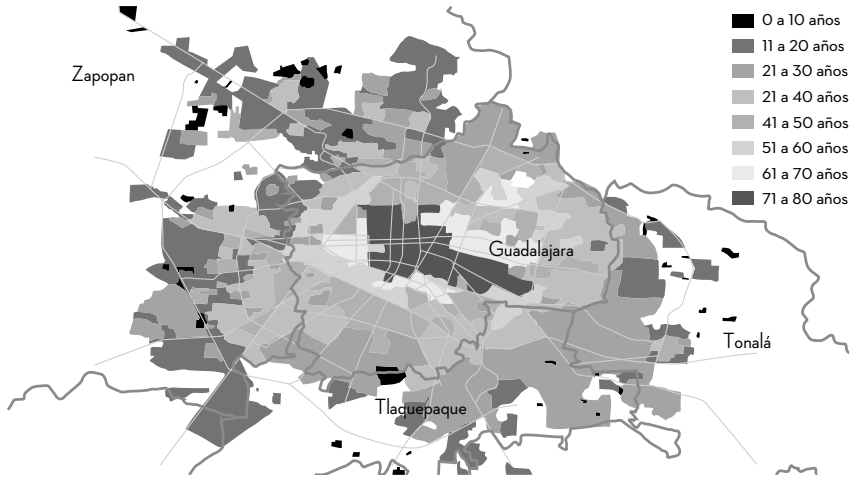 Zapopan
Guadalajara
Tonalá
Tlaquepaque
0 a 10 años
11 a 20 años
21 a 30 años
21 a 40 años
41 a 50 años
51 a 60 años
61 a 70 años
71 a 80 años